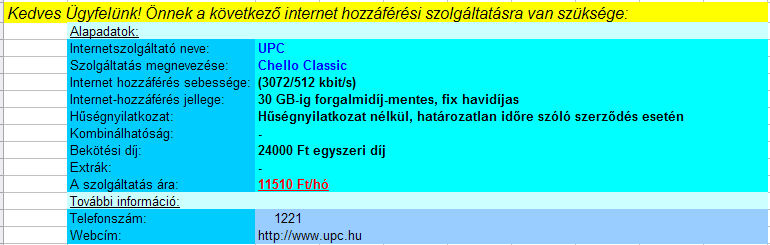 Kedves Ügyfelünk! Önnek a következő internet hozzáférési szolgáltatásra van szüksége:
Alapadatok:
Internetszolgáltató neve: UPC
Szolgáltatás megnevezése: Chello Classic
Internet hozzáférés sebessége: (3072/512 kbit/s)
Internet-hozzáférés jellege: 30 GB-ig forgalmidíj-mentes, fix havidíjas
Hűségnyilatkozat: Hűségnyilatkozat nélkül, határozatlan időre szóló szerződés esetén
Kombinálhatóság: -
Bekötési díj: 24000 Ft egyszeri díj
Extrák: -
A szolgáltatás ára: 11510 Ft/hó
További információ:
Telefonszám: 1221
Webcím: http://www.upc.hu